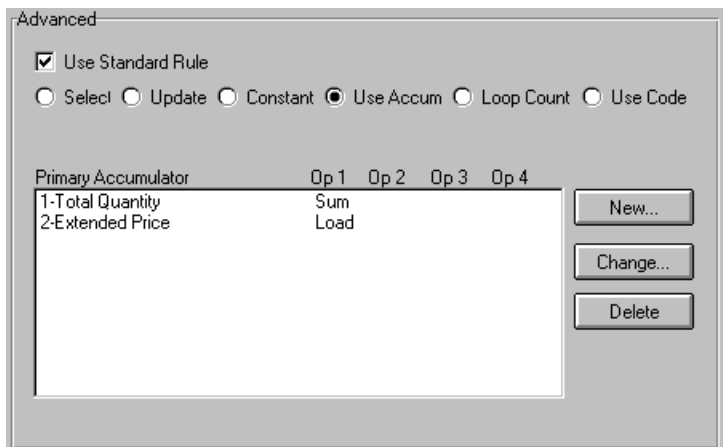 Advanced
Use Standard Rule
Select Update Constant Use Accum Loop Count Use Code
Primary Accumulator Op 1 Op 2 Op 3 Op 4
1-Total Quantity Sum
2-Extended Price Load
New...
Change...
Delete